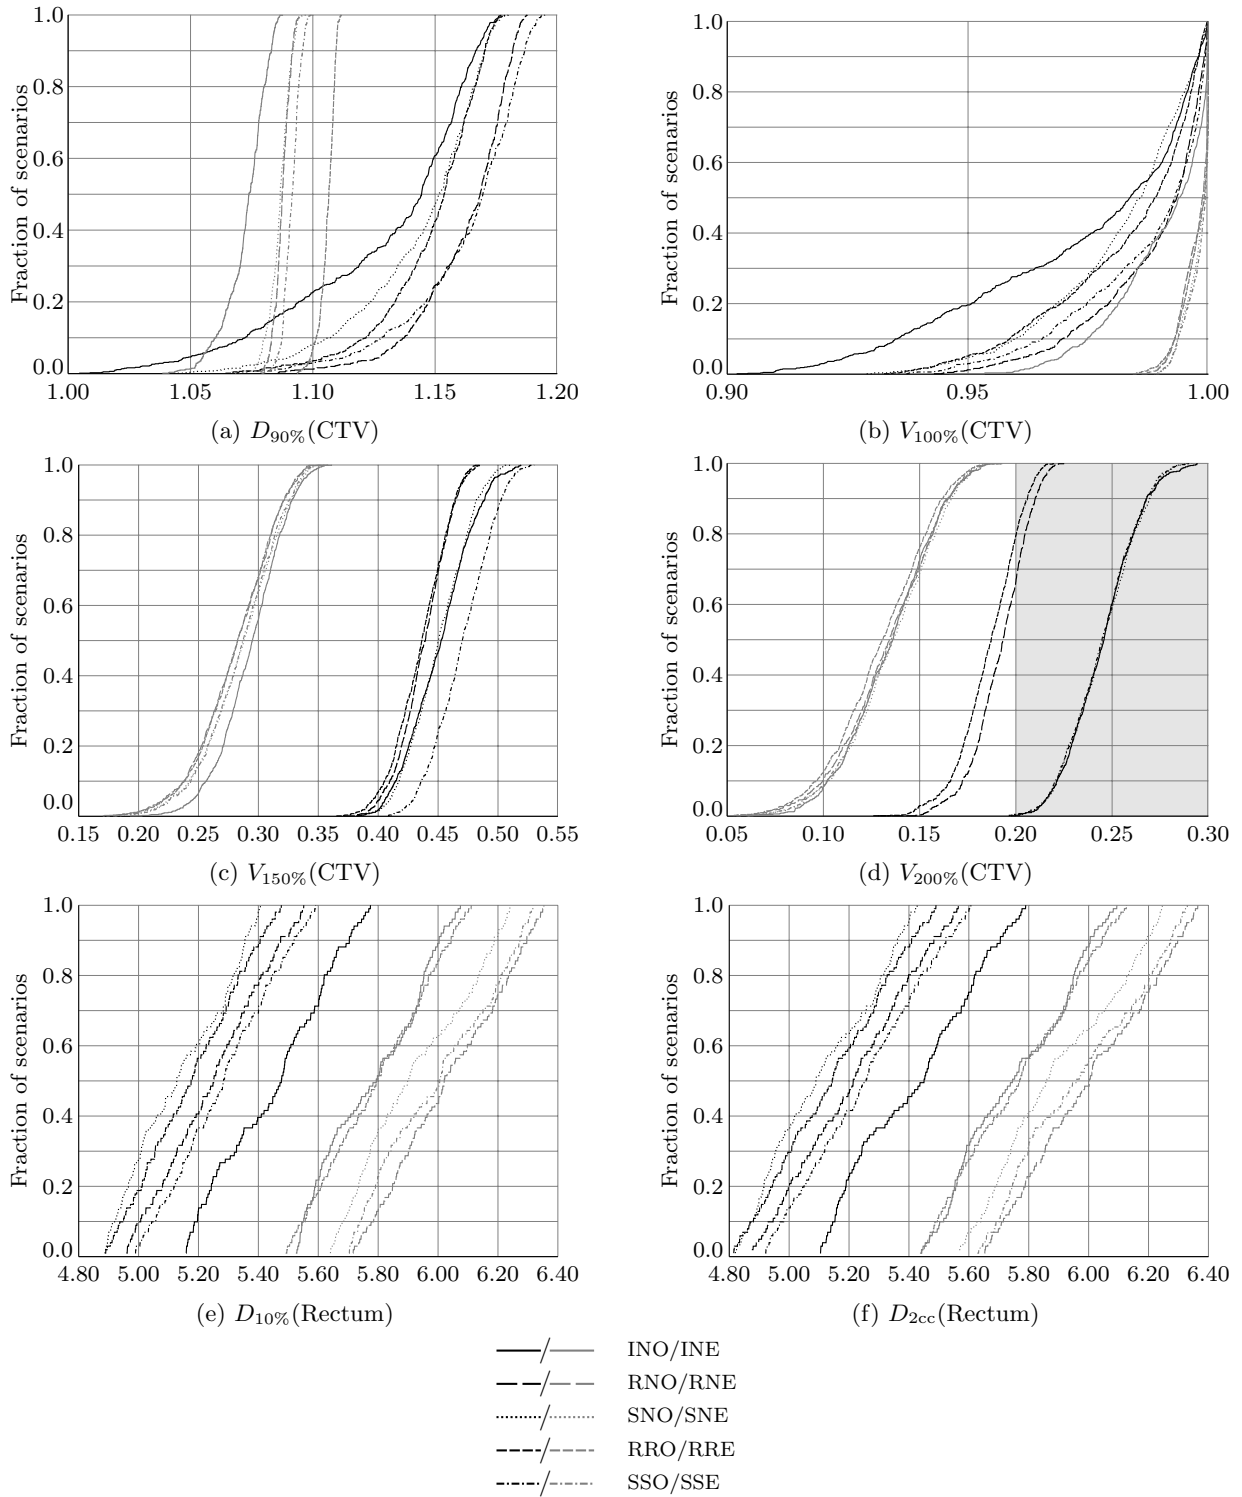 Fraction of scenarios
1.0
0.8
0.6
0.4
0.2
0.0
1.00 1.05 1.10 1.15 1.20
(a) D90%(CTV)
Fraction of scenarios
1.0
0.8
0.6
0.4
0.2
0.0
0.90 0.95 1.00
(b) V100%(CTV)
Fraction of scenarios
1.0
0.8
0.6
0.4
0.2
0.0
0.15 0.20 0.25 0.30 0.35 0.40 0.45 0.50 0.55
(c) V150%(CTV)
Fraction of scenarios
1.0
0.8
0.6
0.4
0.2
0.0
0.05 0.10 0.15 0.20 0.25 0.30
(d) V200%(CTV)
Fraction of scenarios
1.0
0.8
0.6
0.4
0.2
0.0
4.80 5.00 5.20 5.40 5.60 5.80 6.00 6.20 6.40
(e) D10%(Rectum)
Fraction of scenarios
1.0
0.8
0.6
0.4
0.2
0.0
4.80 5.00 5.20 5.40 5.60 5.80 6.00 6.20 6.40
(f) D2cc(Rectum)
INO/INE
RNO/RNE
SNO/SNE
RRO/RRE
SSO/SSE